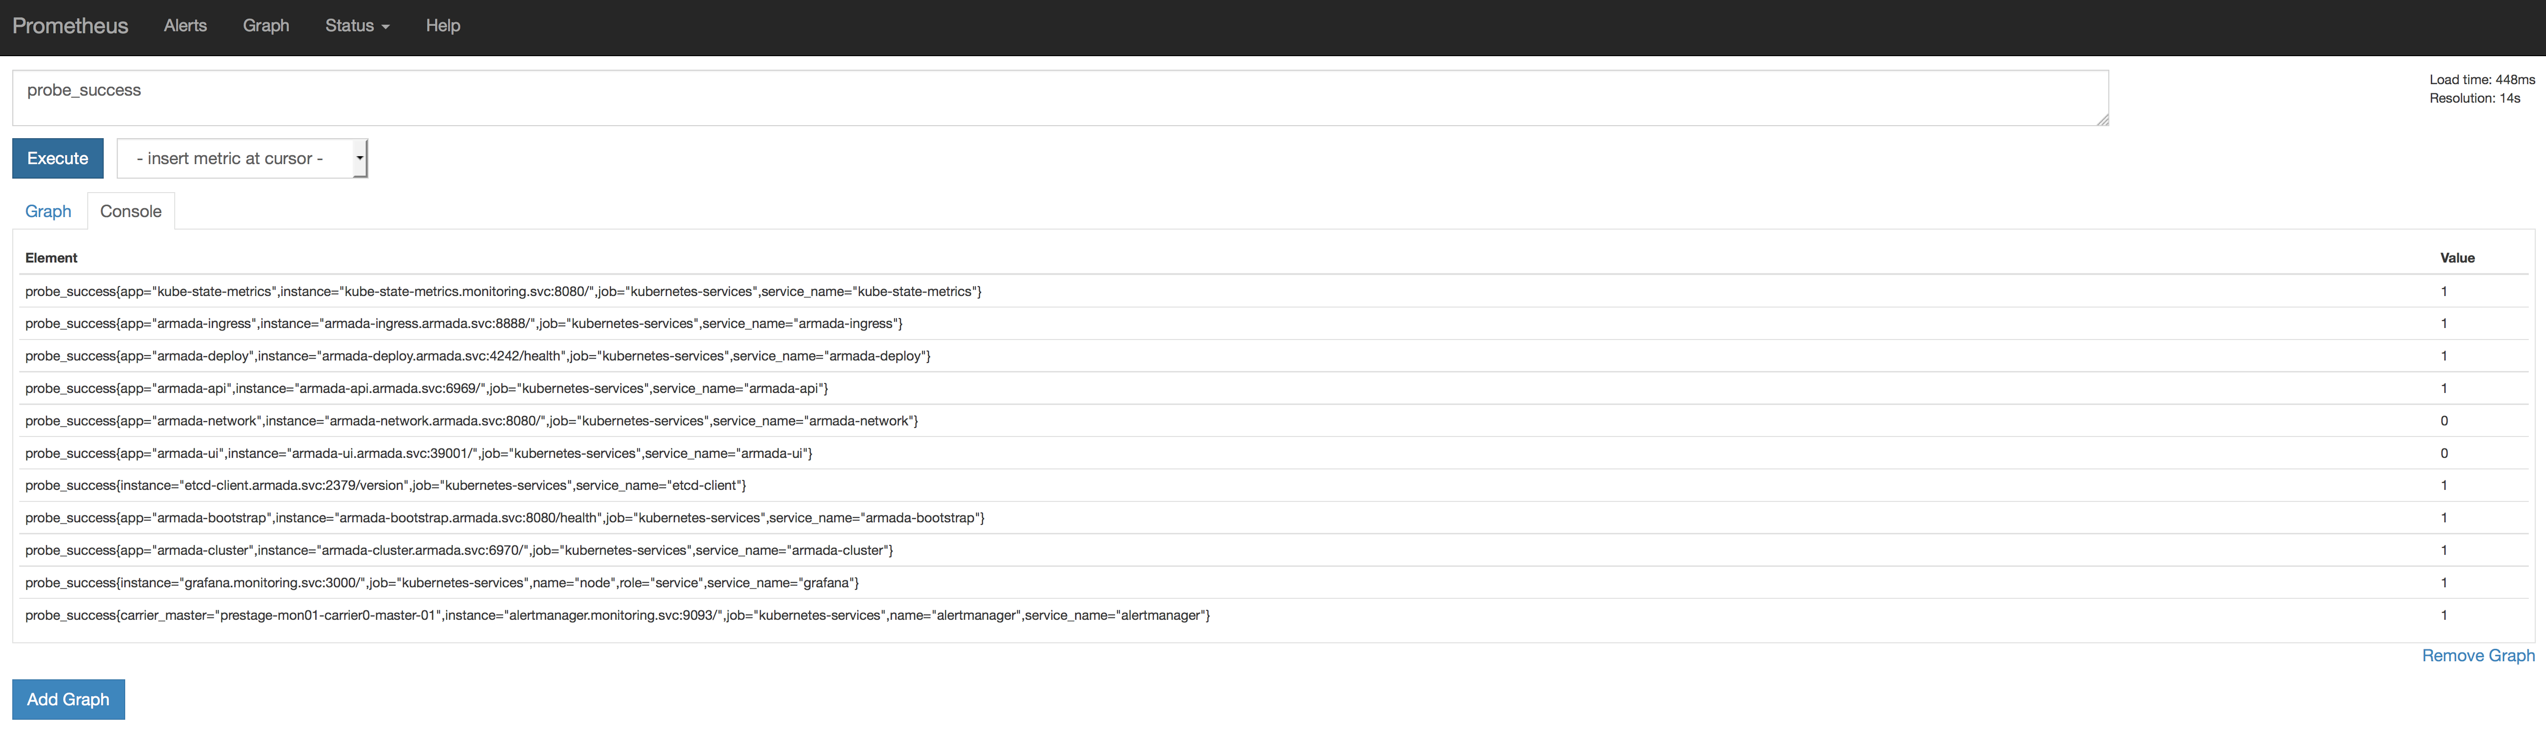 Prometheus Alerts Graph Status Help
probe_success
Load time: 448ms
Resolution: 14s
Execute - insert metric at cursor -
Graph Console
Element Value
probe_success{app="kube-state-metrics",instance="kube-state-metrics.monitoring.svc:8080/",job="kubernetes-services",service_name="kube-state-metrics"} 1
probe_success{app="armada-ingress",instance="armada-ingress.armada.svc:8888/",job="kubernetes-services",service_name="armada-ingress"} 1
probe_success{app="armada-deploy",instance="armada-deploy.armada.svc:4242/health",job="kubernetes-services",service_name="armada-deploy"} 1
probe_success{app="armada-api",instance="armada-api.armada.svc:6969/",job="kubernetes-services",service_name="armada-api"} 1
probe_success{app="armada-network",instance="armada-network.armada.svc:8080/",job="kubernetes-services",service_name="armada-network"} 0
probe_success{app="armada-ui",instance="armada-ui.armada.svc:39001/",job="kubernetes-services",service_name="armada-ui"} 0
probe_success{instance="etcd-client.armada.svc:2379/version",job="kubernetes-services",service_name="etcd-client"} 1
probe_success{app="armada-bootstrap",instance="armada-bootstrap.armada.svc:8080/health",job="kubernetes-services",service_name="armada-bootstrap"} 1
probe_success{app="armada-cluster",instance="armada-cluster.armada.svc:6970/",job="kubernetes-services",service_name="armada-cluster"} 1
probe_success{instance="grafana.monitoring.svc:3000/",job="kubernetes-services",name="node",role="service",service_name="grafana"} 1
probe_success{carrier_master="prestage-mon01-carrier0-master-01",instance="alertmanager.monitoring.svc:9093/",job="kubernetes-services",name="alertmanager",service_name="alertmanager"} 1
Remove Graph
Add Graph